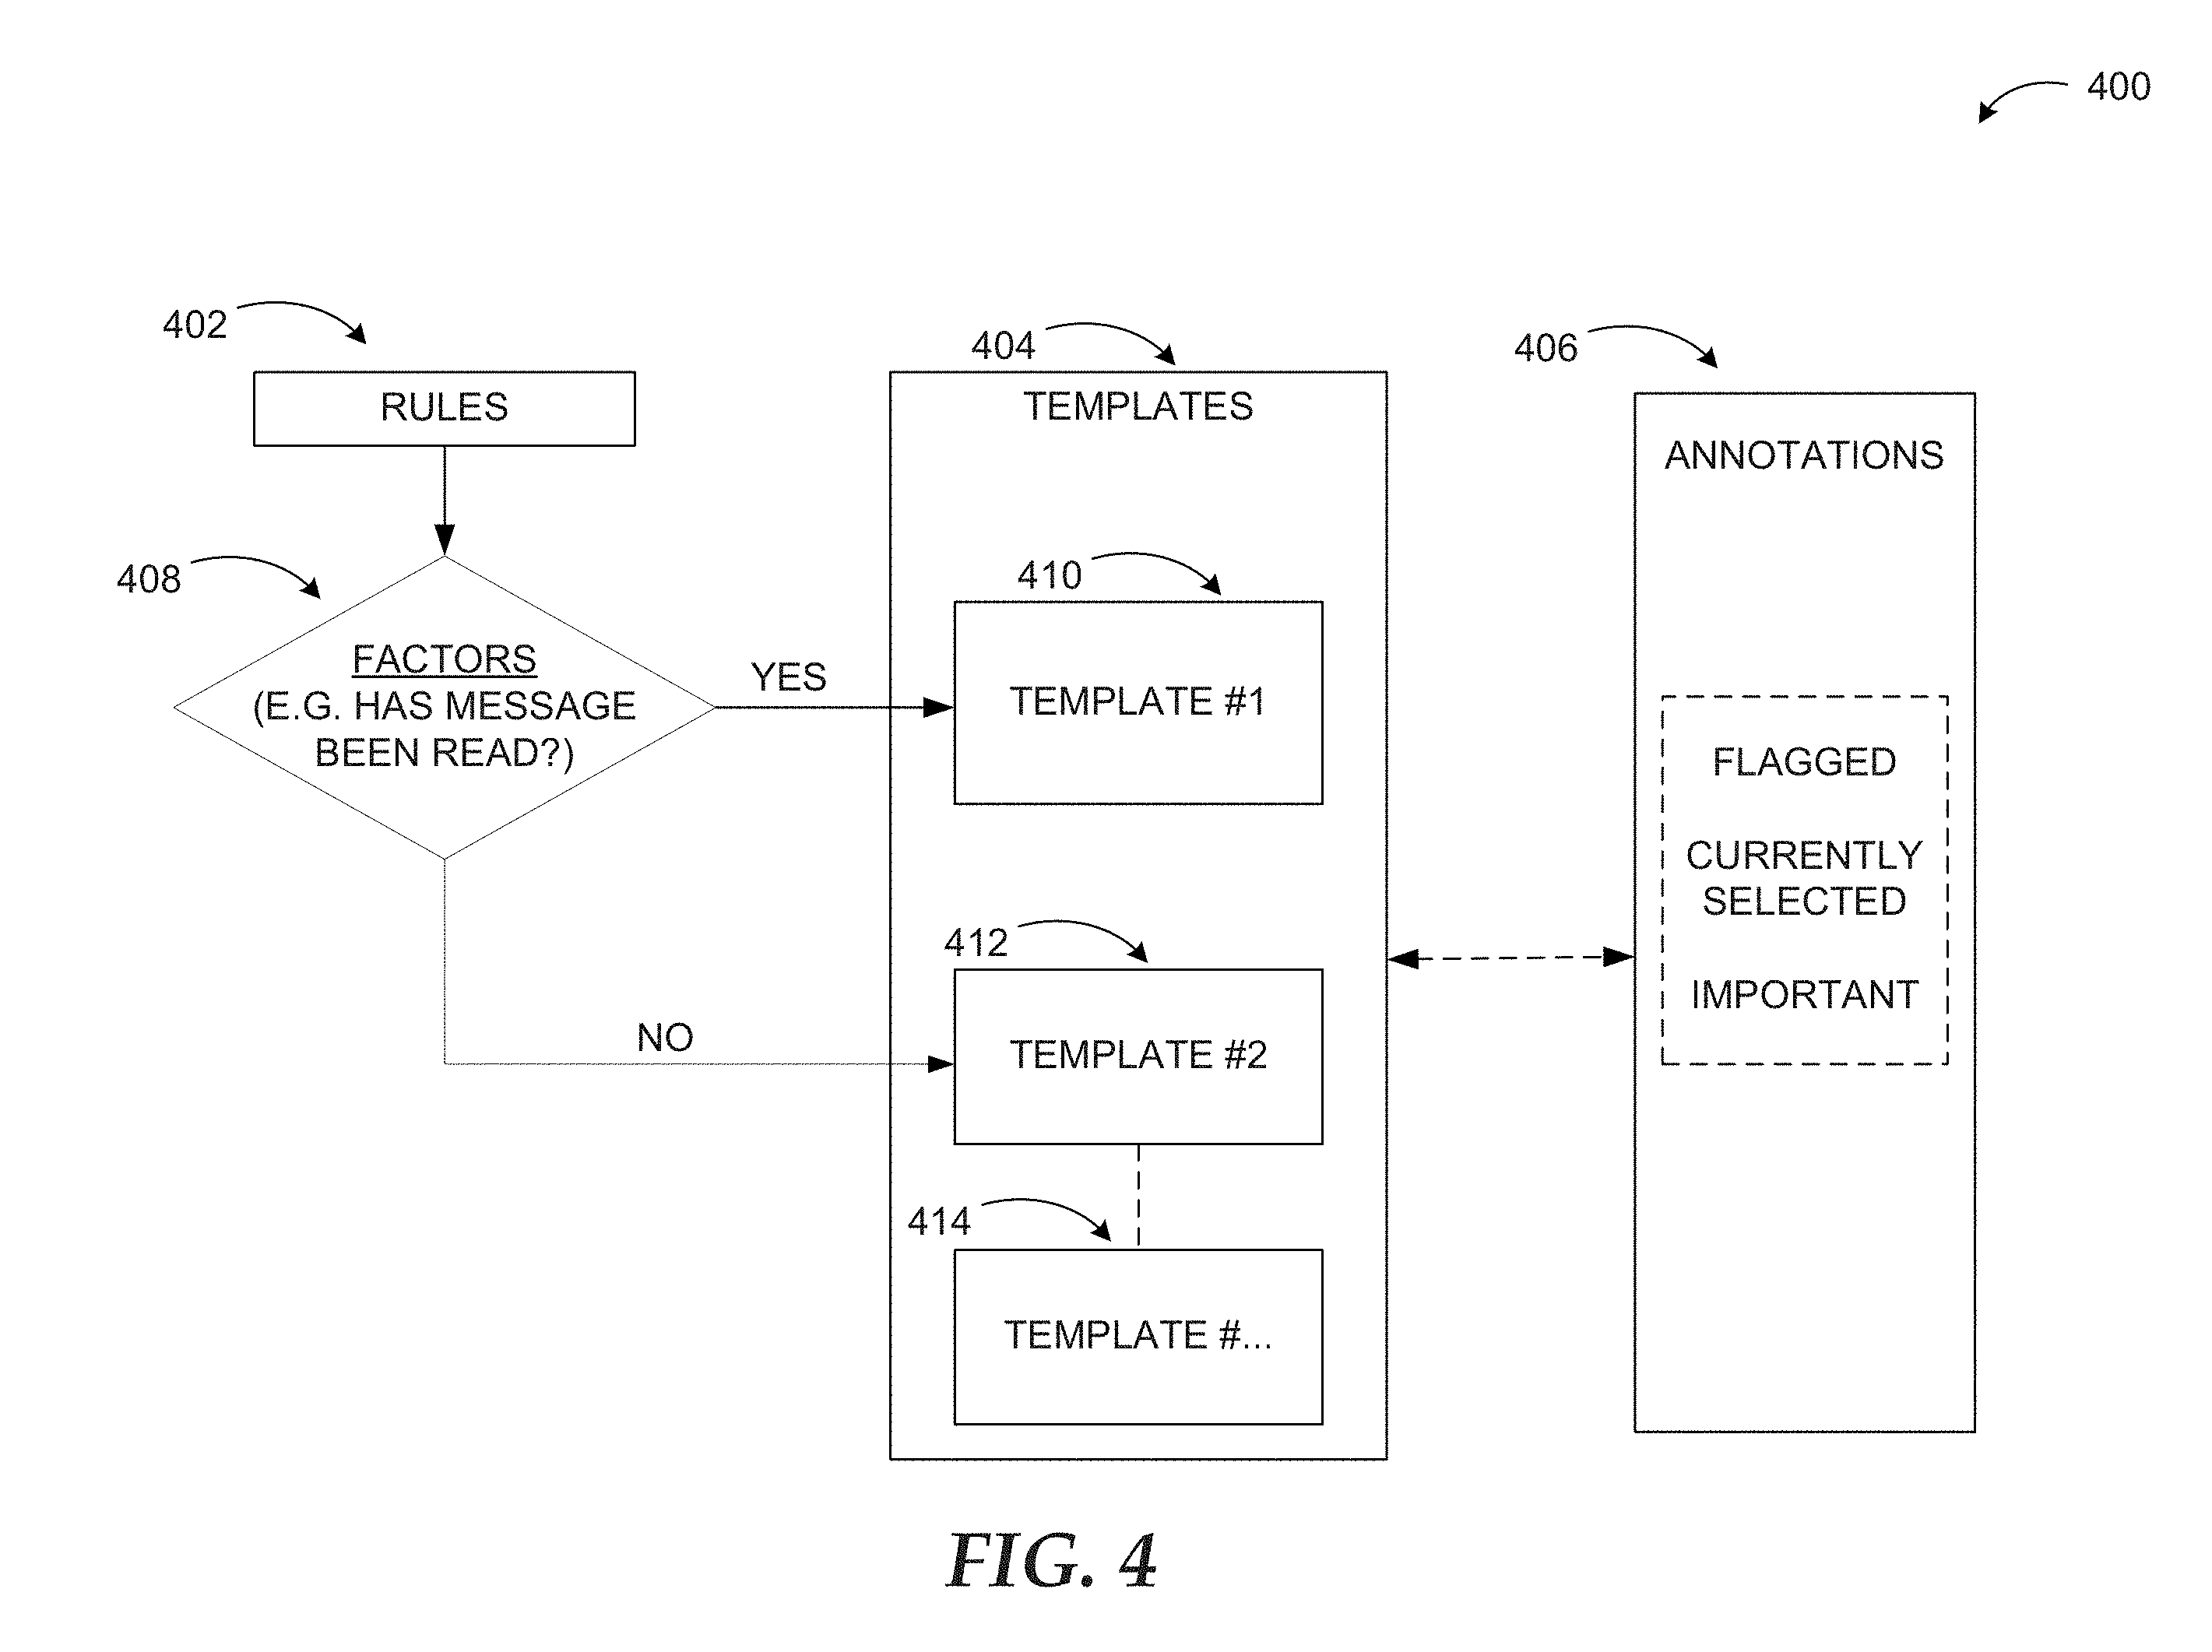 400
402
RULES
408
FACTORS
(E.G. HAS MESSAGE
BEEN READ?)
YES
NO
404
TEMPLATES
410
TEMPLATE #1
412
TEMPLATE #2
414
TEMPLATE #...
406
ANNOTATIONS
FLAGGED
CURRENTLY
SELECTED
IMPORTANT
FIG. 4